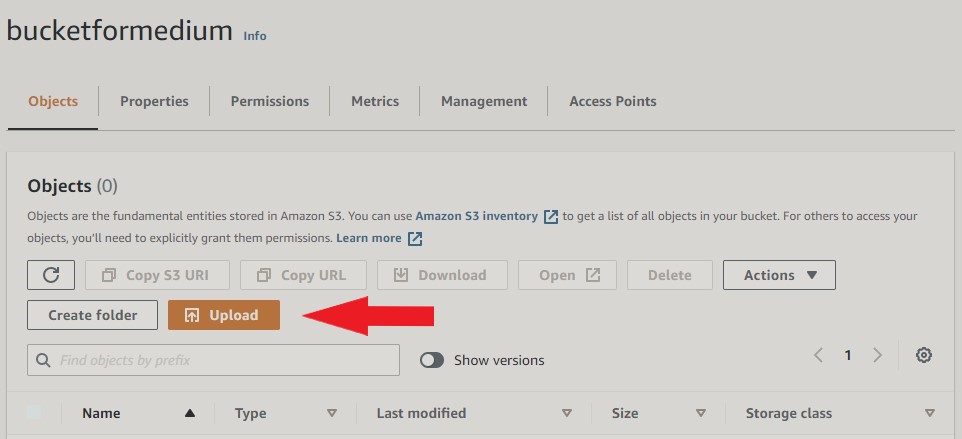 bucketformedium Info
Objects Properties Permissions Metrics Management Access Points
Objects (0)
Objects are the fundamental entities stored in Amazon S3. You can use Amazon S3 inventory to get a list of all objects in your bucket. For others to access your
objects, you'll need to explicitly grant them permissions. Learn more
Copy S3 URI Copy URL Download Open Delete Actions
Create folder Upload
Find objects by prefix Show versions 1
Name Type Last modified Size Storage class